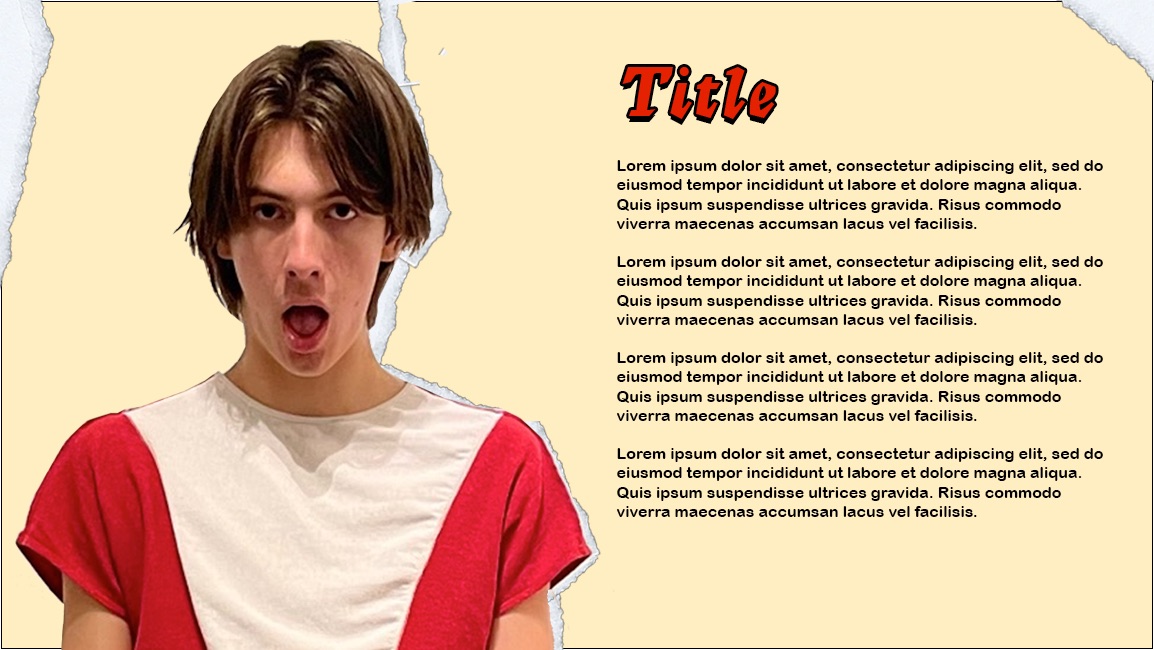 Title
Lorem ipsum dolor sit amet, consectetur adipiscing elit, sed do
eiusmod tempor incididunt ut labore et dolore magna aliqua.
Quis ipsum suspendisse ultrices gravida. Risus commodo
viverra maecenas accumsan lacus vel facilisis.
Lorem ipsum dolor sit amet, consectetur adipiscing elit, sed do
eiusmod tempor incididunt ut labore et dolore magna aliqua.
Quis ipsum suspendisse ultrices gravida. Risus commodo
viverra maecenas accumsan lacus vel facilisis.
Lorem ipsum dolor sit amet, consectetur adipiscing elit, sed do
eiusmod tempor incididunt ut labore et dolore magna aliqua.
Quis ipsum suspendisse ultrices gravida. Risus commodo
viverra maecenas accumsan lacus vel facilisis.
Lorem ipsum dolor sit amet, consectetur adipiscing elit, sed do
eiusmod tempor incididunt ut labore et dolore magna aliqua.
Quis ipsum suspendisse ultrices gravida. Risus commodo
viverra maecenas accumsan lacus vel facilisis.